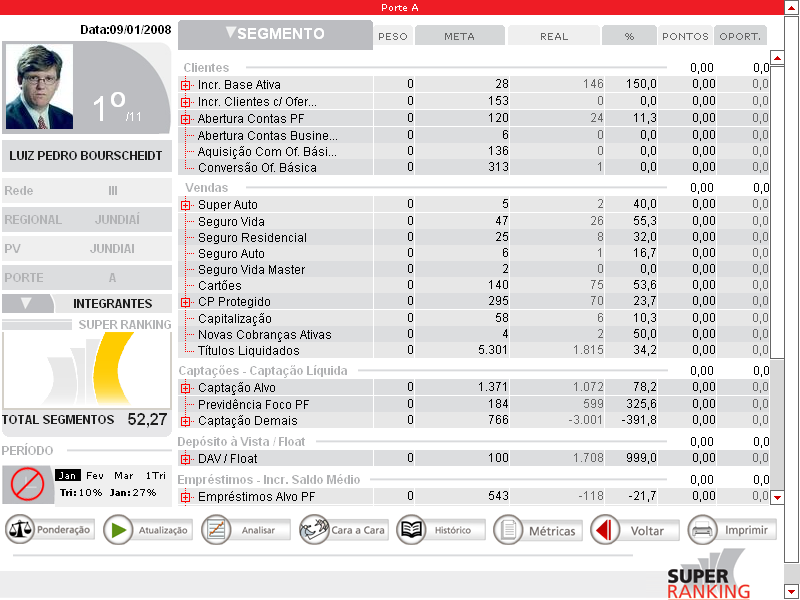 Porte A
Data:09/01/2008
1º /11
LUIZ PEDRO BOURSCHEIDT
Rede III
REGIONAL JUNDIAÍ
PV JUNDIAI
PORTE A
INTEGRANTES
SUPER RANKING
TOTAL SEGMENTOS 52,27
PERÍODO
Jan Fev Mar 1Tri
Tri:10% Jan:27%
SEGMENTO PESO META REAL % PONTOS OPORT.
Clientes 0,00 0,0
Incr. Base Ativa 0 28 146 150,0 0,00 0,0
Incr. Clientes c/ Ofer... 0 153 0 0,0 0,00 0,0
Abertura Contas PF 0 120 24 11,3 0,00 0,0
Abertura Contas Busine... 0 6 0 0,0 0,00 0,0
Aquisição Com Of. Bási... 0 136 0 0,0 0,00 0,0
Conversão Of. Básica 0 313 1 0,0 0,00 0,0
Vendas 0,00 0,0
Super Auto 0 5 2 40,0 0,00 0,0
Seguro Vida 0 47 26 55,3 0,00 0,0
Seguro Residencial 0 25 8 32,0 0,00 0,0
Seguro Auto 0 6 1 16,7 0,00 0,0
Seguro Vida Master 0 2 0 0,0 0,00 0,0
Cartões 0 140 75 53,6 0,00 0,0
CP Protegido 0 295 70 23,7 0,00 0,0
Capitalização 0 58 6 10,3 0,00 0,0
Novas Cobranças Ativas 0 4 2 50,0 0,00 0,0
Títulos Liquidados 0 5.301 1.815 34,2 0,00 0,0
Captações - Captação Líquida 0,00 0,0
Captação Alvo 0 1.371 1.072 78,2 0,00 0,0
Previdência Foco PF 0 184 599 325,6 0,00 0,0
Captação Demais 0 766 -3.001 -391,8 0,00 0,0
Depósito à Vista / Float 0,00 0,0
DAV / Float 0 100 1.708 999,0 0,00 0,0
Empréstimos - Incr. Saldo Médio 0,00 0,0
Empréstimos Alvo PF 0 543 -118 -21,7 0,00 0,0
Ponderação Atualização Analisar Cara a Cara Histórico Métricas Voltar Imprimir
SUPER
RANKING